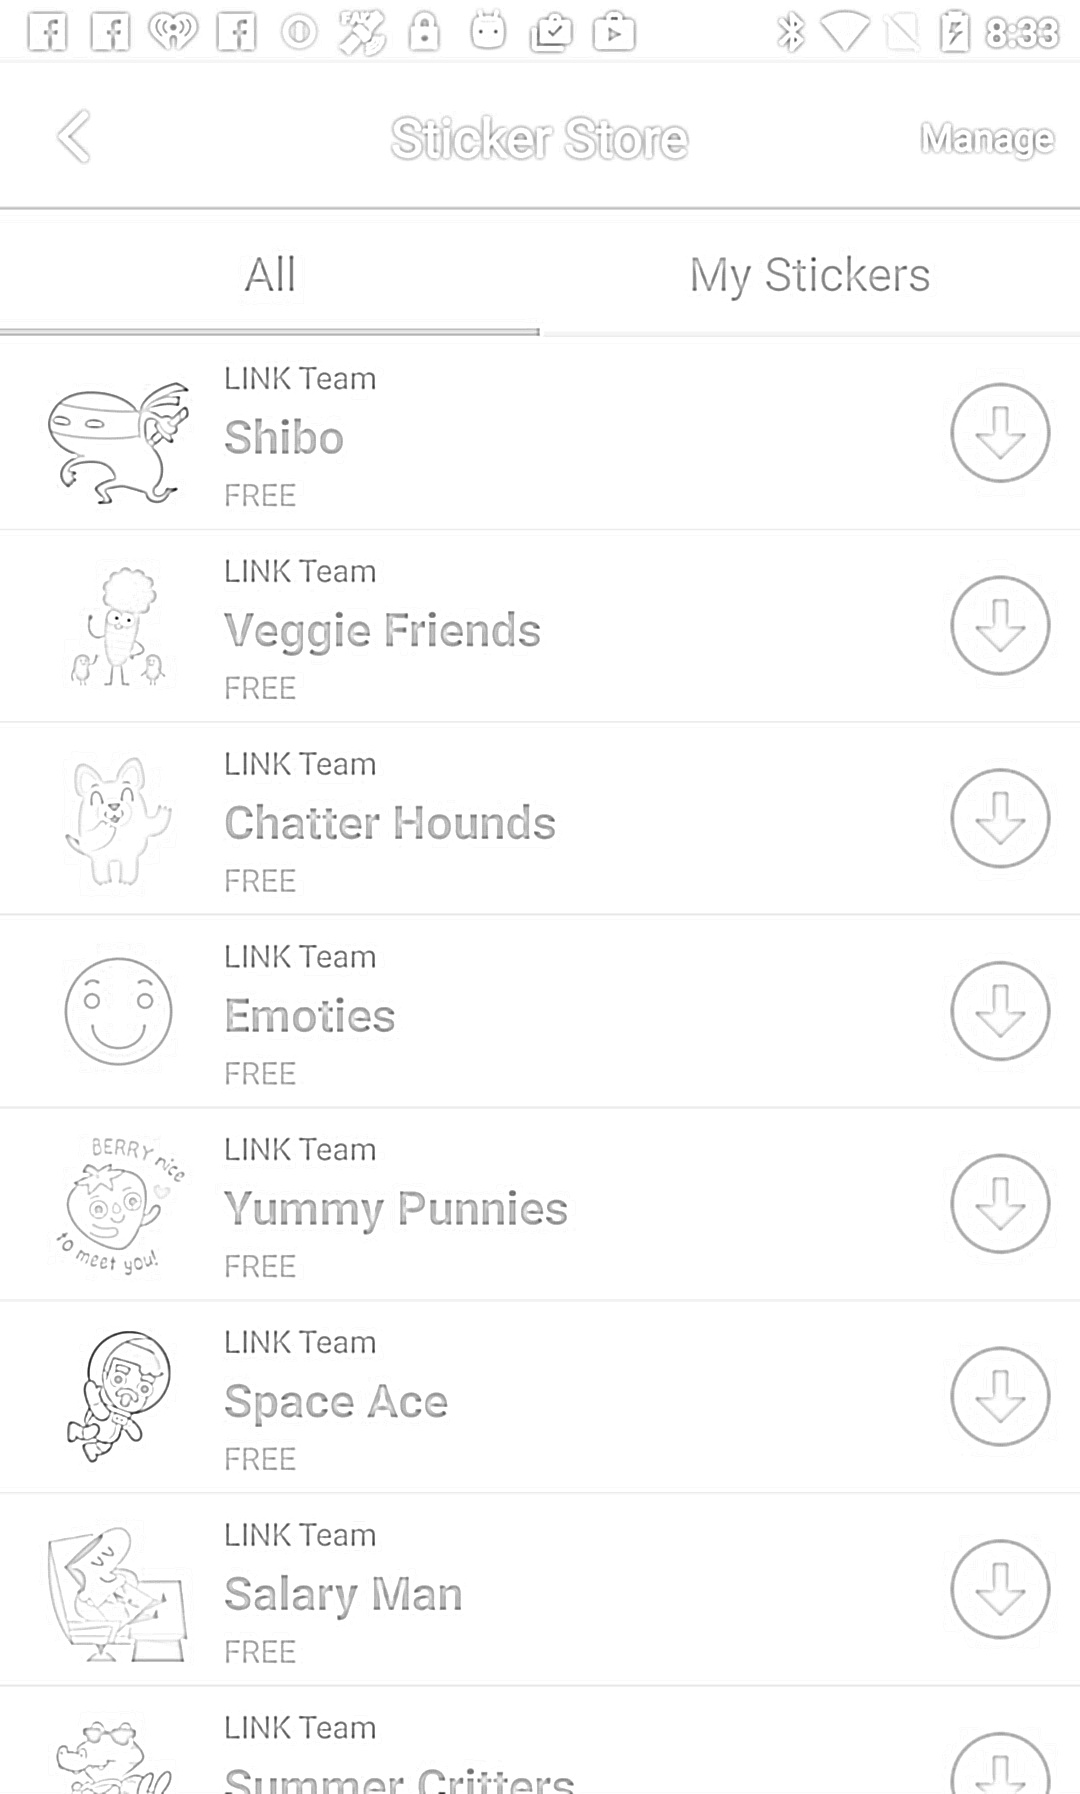 8:33
Sticker Store
Manage
All
My Stickers
LINK Team
Shibo
FREE
LINK Team
Veggie Friends
FREE
LINK Team
Chatter Hounds
FREE
LINK Team
Emoties
FREE
BERRY nice
to meet you!
LINK Team
Yummy Punnies
FREE
LINK Team
Space Ace
FREE
LINK Team
Salary Man
FREE
LINK Team
Summer Critters